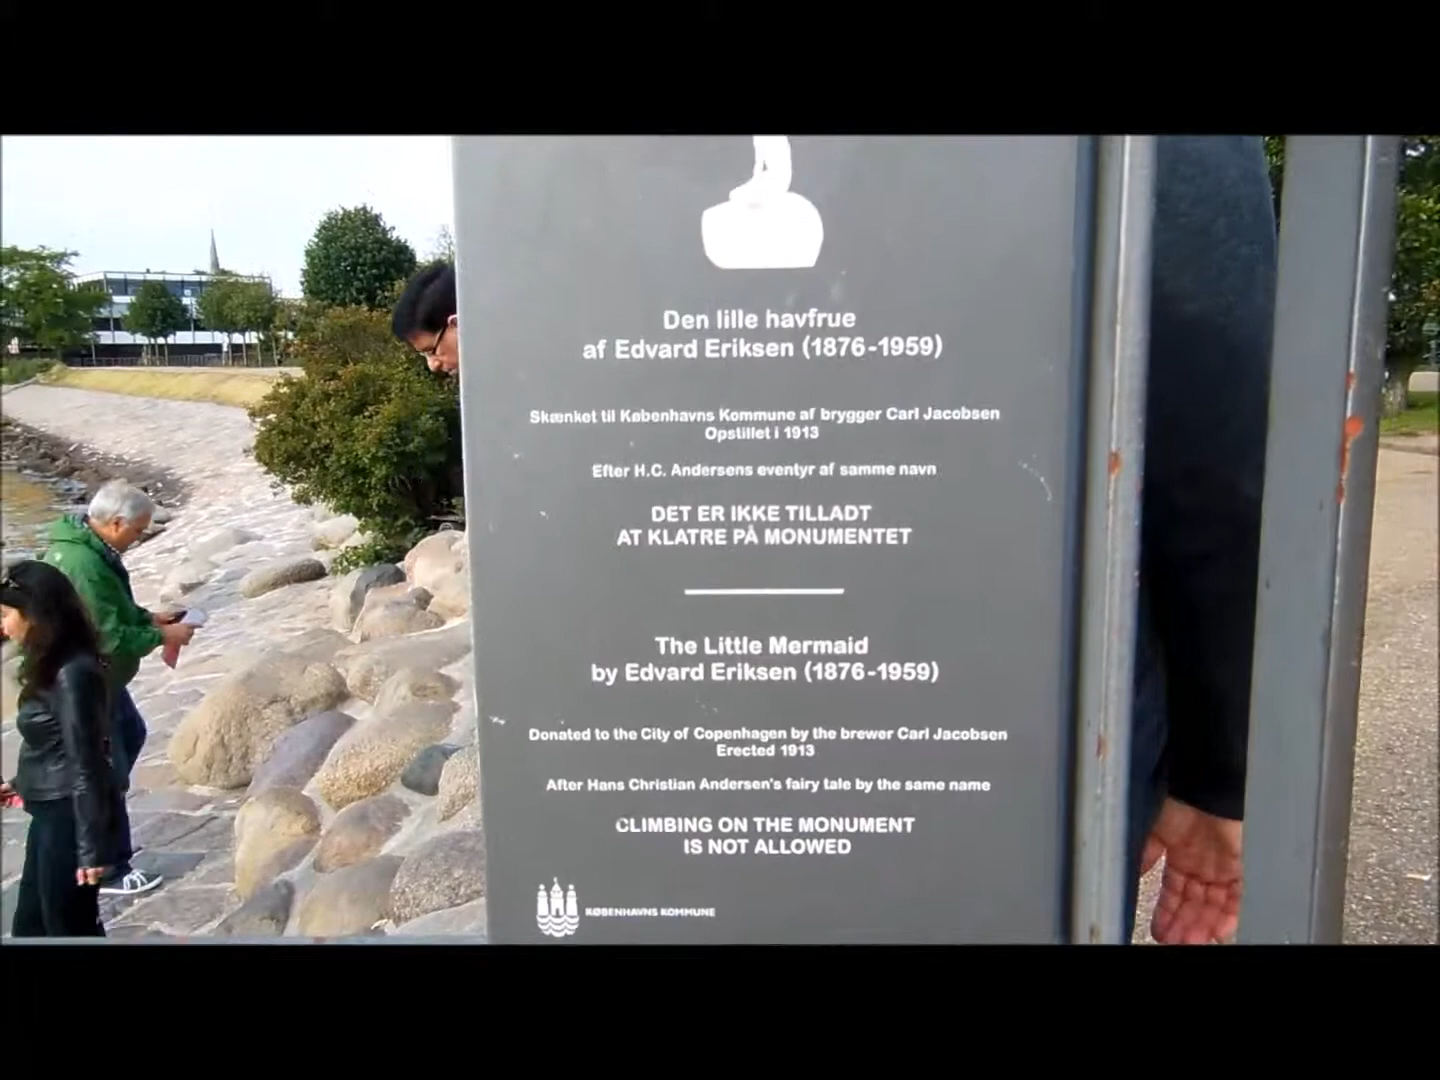 Den lille havfrue
af Edvard Eriksen (1876-1959)
Skænket til Københavns Kommune af brygger Carl Jacobsen
Opstillet i 1913
Efter H.C. Andersens eventyr af samme navn
DET ER IKKE TILLADT
AT KLATRE PÅ MONUMENTET
The Little Mermaid
by Edvard Eriksen (1876-1959)
Donated to the City of Copenhagen by the brewer Carl Jacobsen
Erected 1913
After Hans Christian Andersen's fairy tale by the same name
CLIMBING ON THE MONUMENT
IS NOT ALLOWED
KØBENHAVNS KOMMUNE